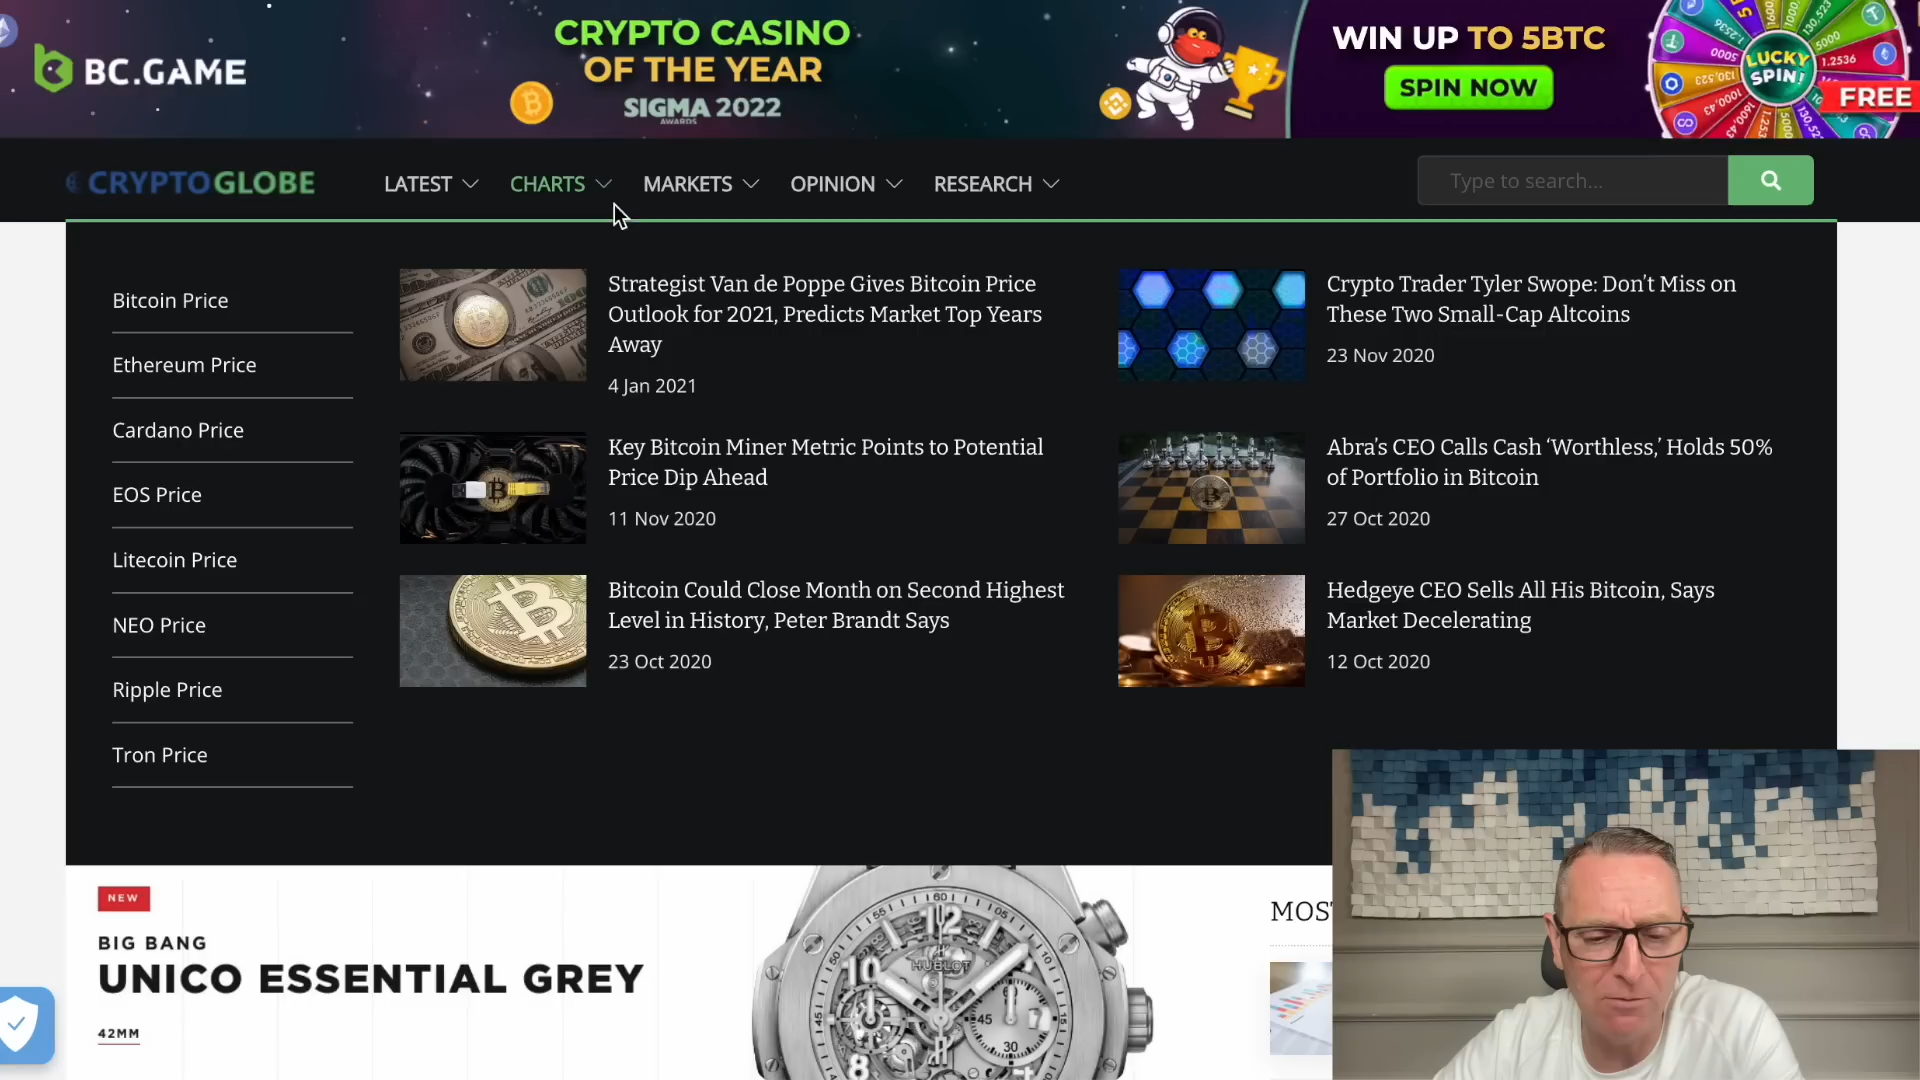 BC.GAME
CRYPTO CASINO
OF THE YEAR
SIGMA 2022
AWARDS
WIN UP TO 5BTC
SPIN NOW
LUCKY
SPIN!
FREE
CRYPTOGLOBE
LATEST
CHARTS
MARKETS
OPINION
RESEARCH
Type to search...
Bitcoin Price
Ethereum Price
Cardano Price
EOS Price
Litecoin Price
NEO Price
Ripple Price
Tron Price
Strategist Van de Poppe Gives Bitcoin Price
Outlook for 2021, Predicts Market Top Years
Away
4 Jan 2021
Crypto Trader Tyler Swope: Don’t Miss on
These Two Small-Cap Altcoins
23 Nov 2020
Key Bitcoin Miner Metric Points to Potential
Price Dip Ahead
11 Nov 2020
Abra’s CEO Calls Cash ‘Worthless,’ Holds 50%
of Portfolio in Bitcoin
27 Oct 2020
Bitcoin Could Close Month on Second Highest
Level in History, Peter Brandt Says
23 Oct 2020
Hedgeye CEO Sells All His Bitcoin, Says
Market Decelerating
12 Oct 2020
NEW
BIG BANG
UNICO ESSENTIAL GREY
42MM
HUBLOT
MOS